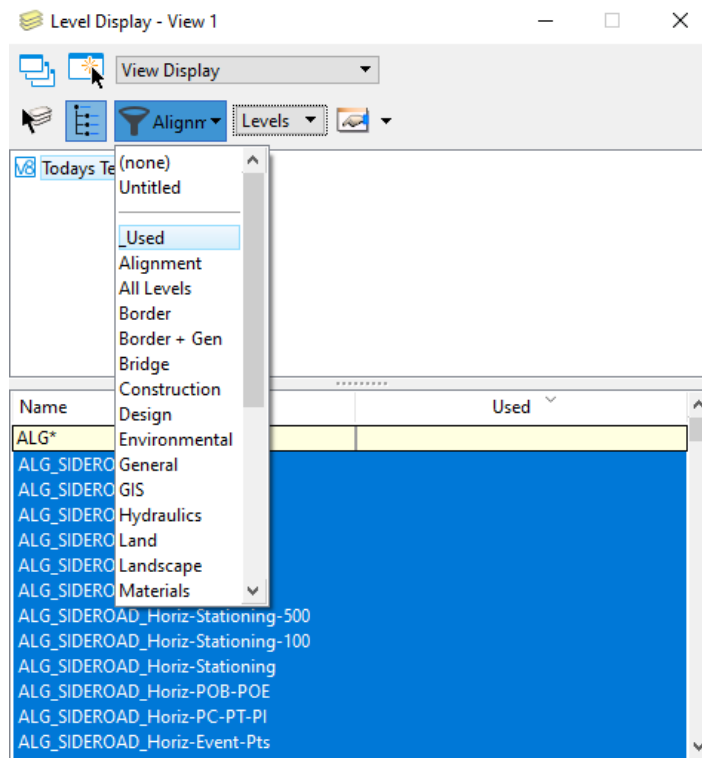 Level Display - View 1
View Display
Alignr
Levels
Todays Te
(none)
Untitled
_Used
Alignment
All Levels
Border
Border + Gen
Bridge
Construction
Design
Environmental
General
GIS
Hydraulics
Land
Landscape
Materials
Name
Used
ALG*
ALG_SIDERO
ALG_SIDERO
ALG_SIDERO
ALG_SIDERO
ALG_SIDERO
ALG_SIDERO
ALG_SIDEROAD_Horiz-Stationing-500
ALG_SIDEROAD_Horiz-Stationing-100
ALG_SIDEROAD_Horiz-Stationing
ALG_SIDEROAD_Horiz-POB-POE
ALG_SIDEROAD_Horiz-PC-PT-PI
ALG_SIDEROAD_Horiz-Event-Pts